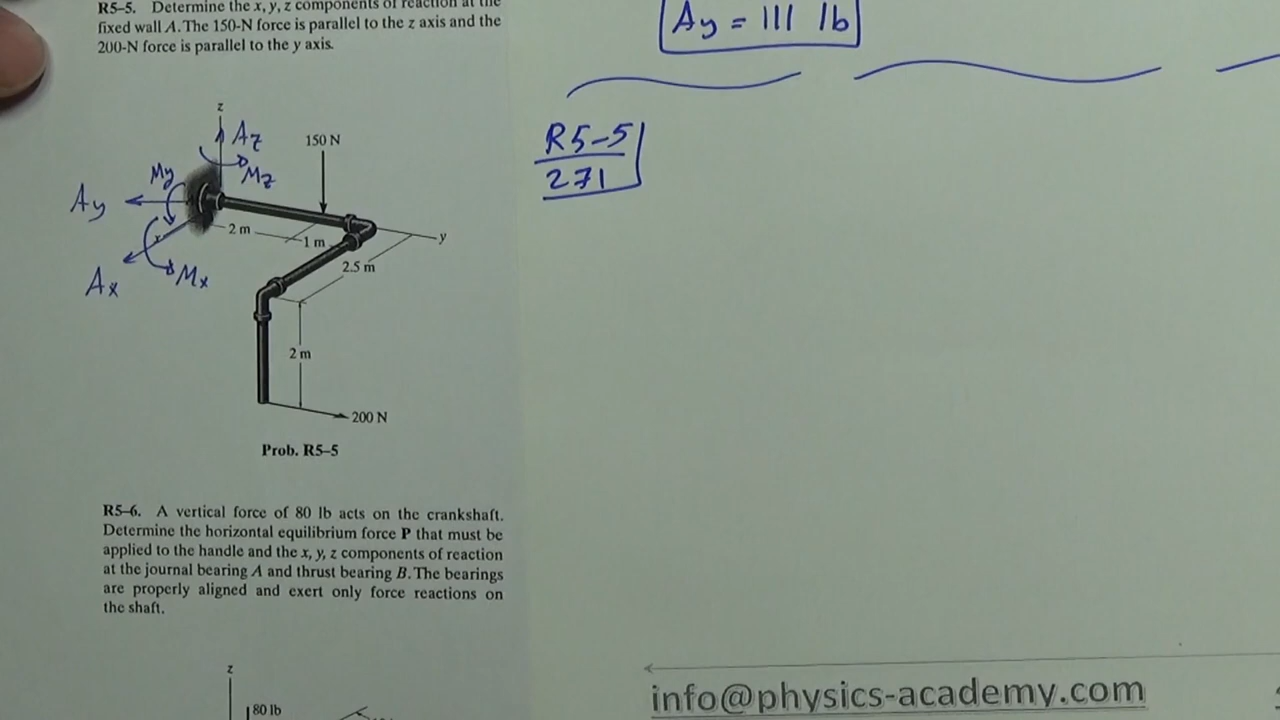 R5–5. Determine the x, y, z components of reaction at the
fixed wall A. The 150-N force is parallel to the z axis and the
200-N force is parallel to the y axis.
z
Az
150 N
My
Mz
Ay
2 m
y
1 m
x
2.5 m
Ax
Mx
2 m
200 N
Prob. R5–5
R5–6. A vertical force of 80 lb acts on the crankshaft.
Determine the horizontal equilibrium force P that must be
applied to the handle and the x, y, z components of reaction
at the journal bearing A and thrust bearing B. The bearings
are properly aligned and exert only force reactions on
the shaft.
z
80 lb
Ay = 111 lb
R5-5
271
info@physics-academy.com